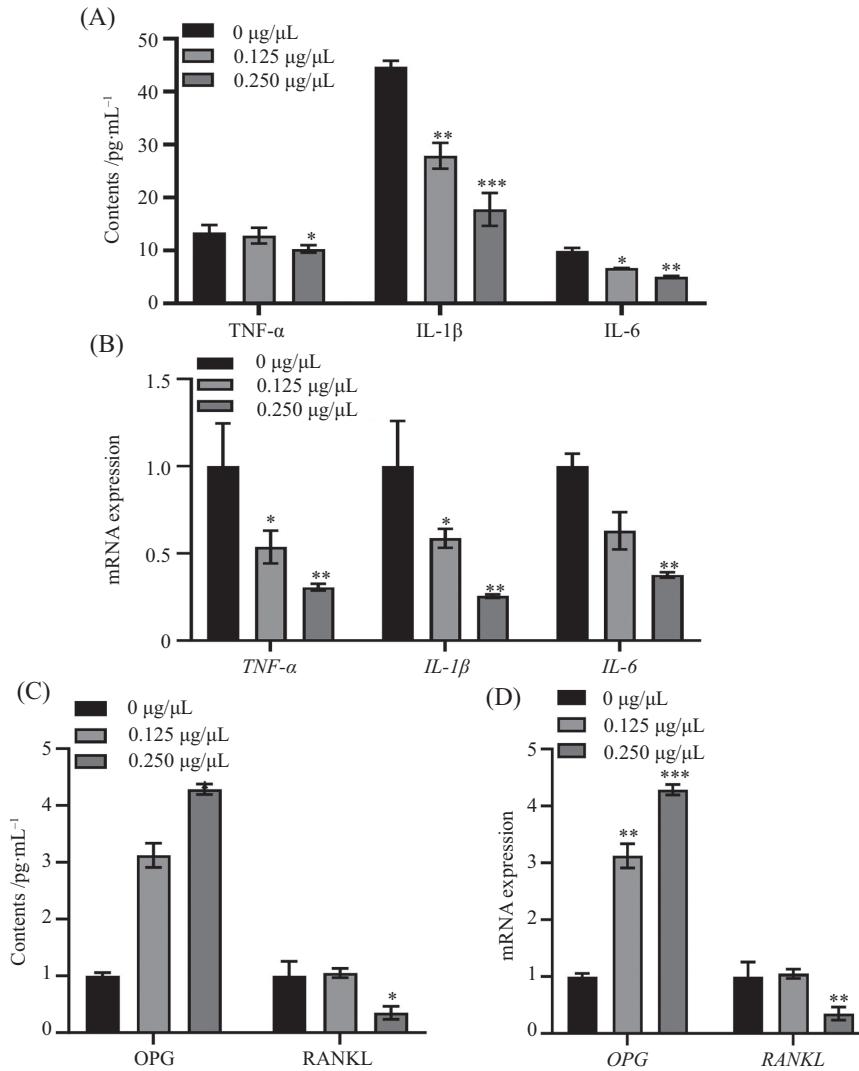 (A)
0 μg/μL
0.125 μg/μL
0.250 μg/μL
Contents /pg·mL⁻¹
50
40
30
20
10
0
*
**
***
*
**
TNF-α IL-1β IL-6
(B)
0 μg/μL
0.125 μg/μL
0.250 μg/μL
mRNA expression
1.5
1.0
0.5
0
*
**
*
**
**
TNF-α IL-1β IL-6
(C)
0 μg/μL
0.125 μg/μL
0.250 μg/μL
Contents /pg·mL⁻¹
5
4
3
2
1
0
*
*
OPG RANKL
(D)
0 μg/μL
0.125 μg/μL
0.250 μg/μL
mRNA expression
5
4
3
2
1
0
**
***
**
OPG RANKL